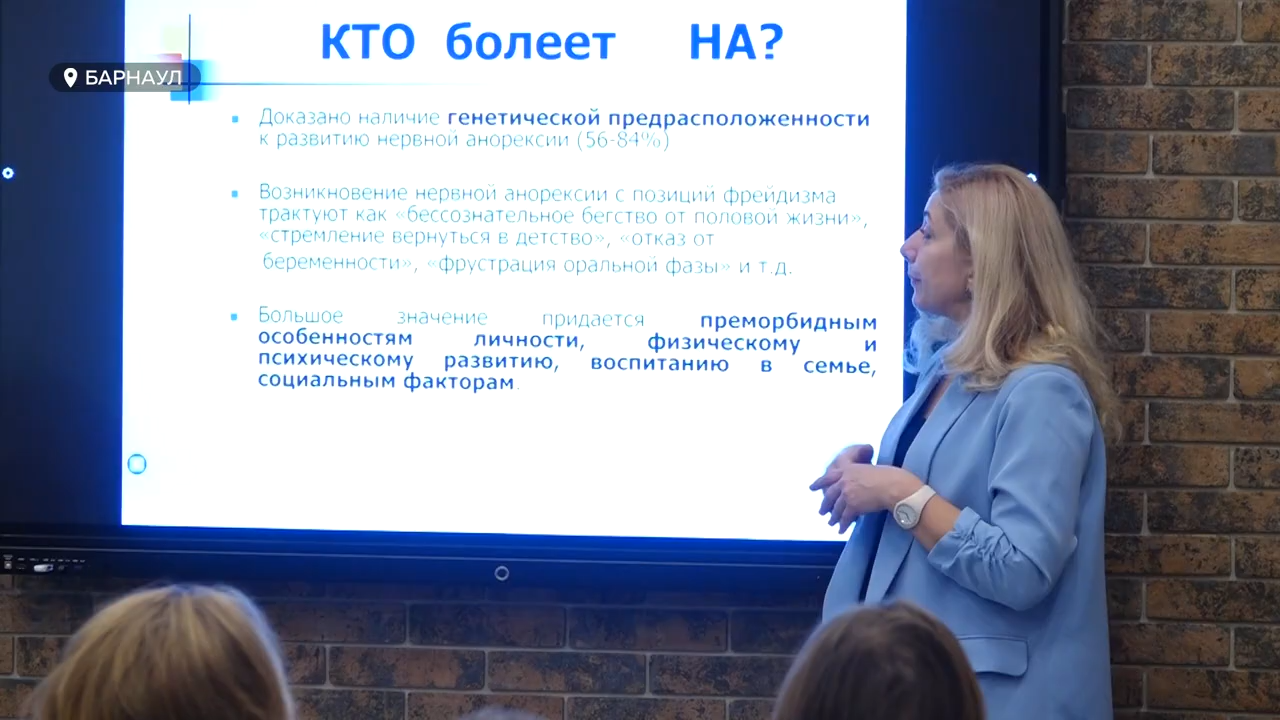 КТО болеет НА?
БАРНАУЛ
Доказано наличие генетической предрасположенности
к развитию нервной анорексии (56-84%)
Возникновение нервной анорексии с позиций фрейдизма
трактуют как «бессознательное бегство от половой жизни»,
«стремление вернуться в детство», «отказ от
беременности», «фрустрация оральной фазы» и т.д.
Большое значение придается преморбидным
особенностям личности, физическому и
психическому развитию, воспитанию в семье,
социальным факторам.